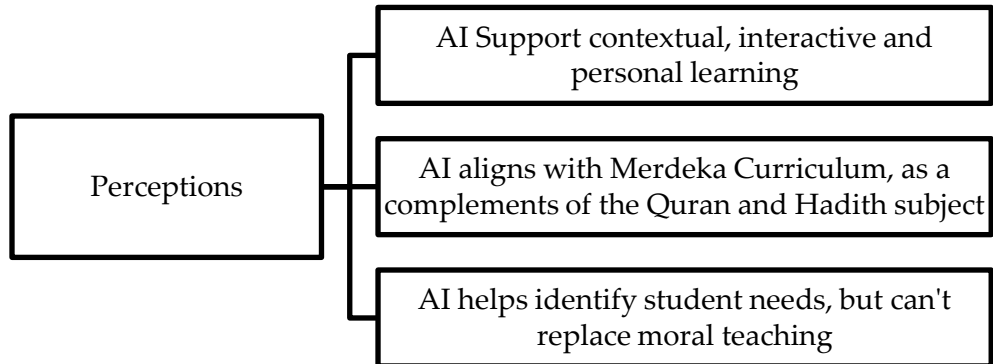 AI Support contextual, interactive and
personal learning
Perceptions
AI aligns with Merdeka Curriculum, as a
complements of the Quran and Hadith subject
AI helps identify student needs, but can't
replace moral teaching